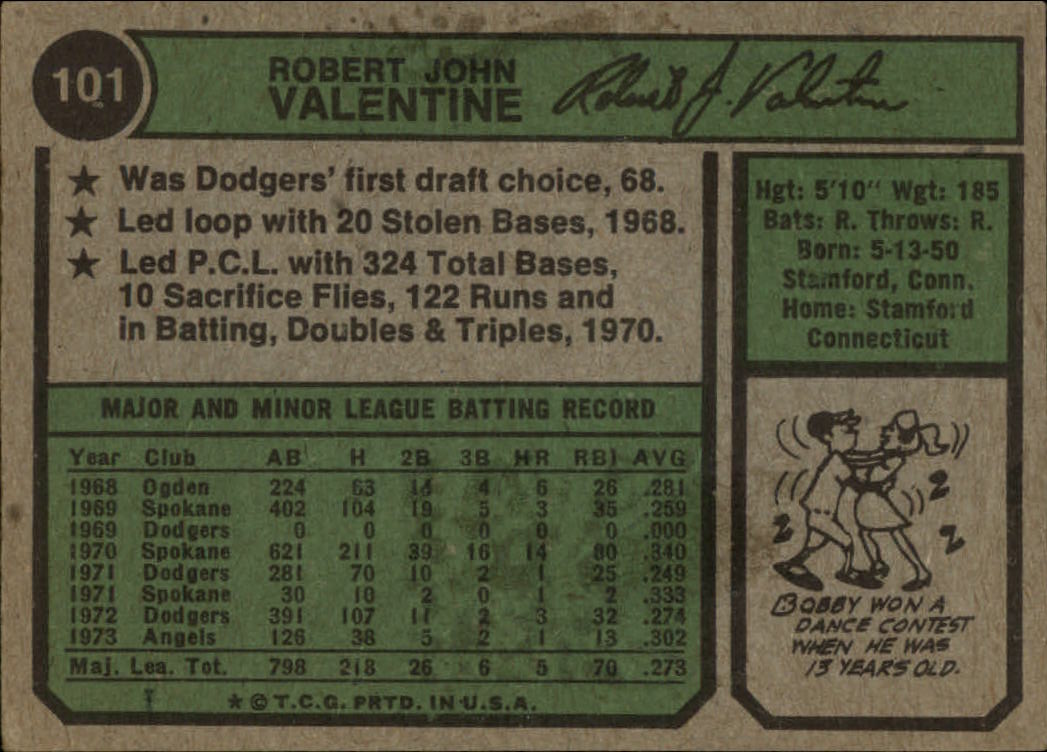 101
ROBERT JOHN
VALENTINE
Robert J. Valentine
★ Was Dodgers' first draft choice, 68.
★ Led loop with 20 Stolen Bases, 1968.
★ Led P.C.L. with 324 Total Bases,
10 Sacrifice Flies, 122 Runs and
in Batting, Doubles & Triples, 1970.
Hgt: 5'10" Wgt: 185
Bats: R. Throws: R.
Born: 5-13-50
Stamford, Conn.
Home: Stamford
Connecticut
MAJOR AND MINOR LEAGUE BATTING RECORD
Year Club AB H 2B 3B HR RBI AVG
1968 Ogden 224 63 14 4 6 26 .281
1969 Spokane 402 104 19 5 3 35 .259
1969 Dodgers 0 0 0 0 0 0 .000
1970 Spokane 621 211 39 16 14 80 .340
1971 Dodgers 281 70 10 2 1 25 .249
1971 Spokane 30 10 2 0 1 2 .333
1972 Dodgers 391 107 11 2 3 32 .274
1973 Angels 126 38 5 2 1 13 .302
Maj. Lea. Tot. 798 218 26 6 5 70 .273
★ © T.C.G. PRTD. IN U.S.A.
BOBBY WON A
DANCE CONTEST
WHEN HE WAS
13 YEARS OLD.